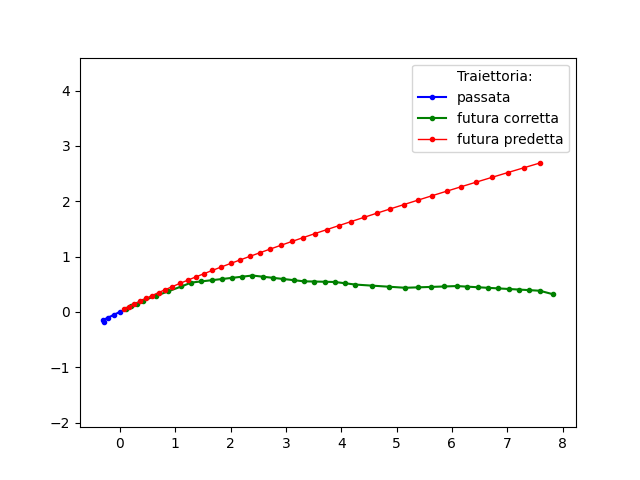 Traiettoria:
passata
futura corretta
futura predetta
4
3
2
1
0
−1
−2
0 1 2 3 4 5 6 7 8